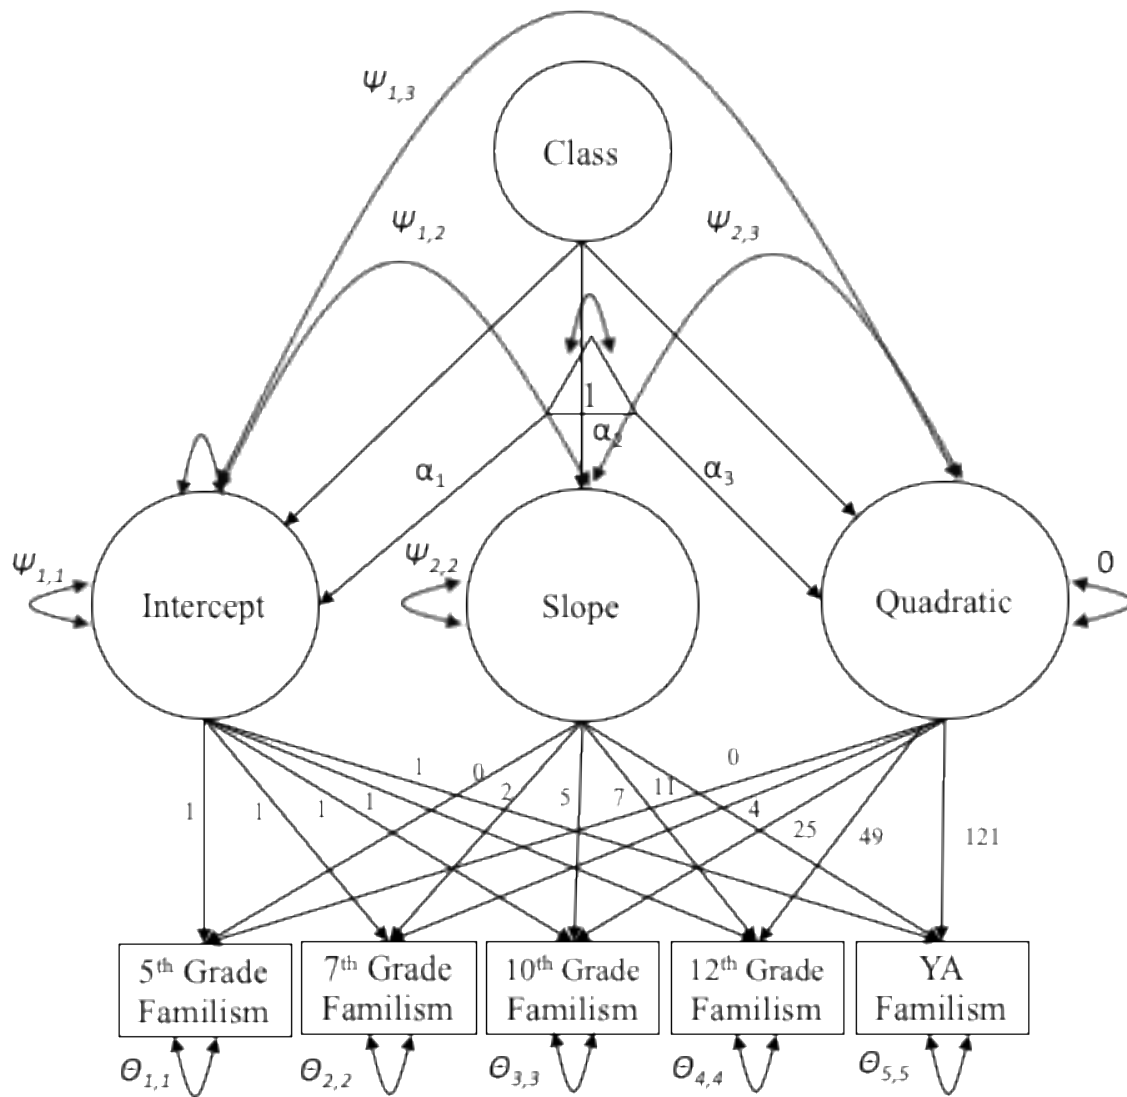 Ψ1,3
Class
Ψ1,2
Ψ2,3
1
α2
α1
α3
Ψ1,1
Ψ2,2
0
Intercept
Slope
Quadratic
1
1
1
1
1
0
2
5
7
11
0
4
25
49
121
5th Grade
Familism
7th Grade
Familism
10th Grade
Familism
12th Grade
Familism
YA
Familism
Θ1,1
Θ2,2
Θ3,3
Θ4,4
Θ5,5